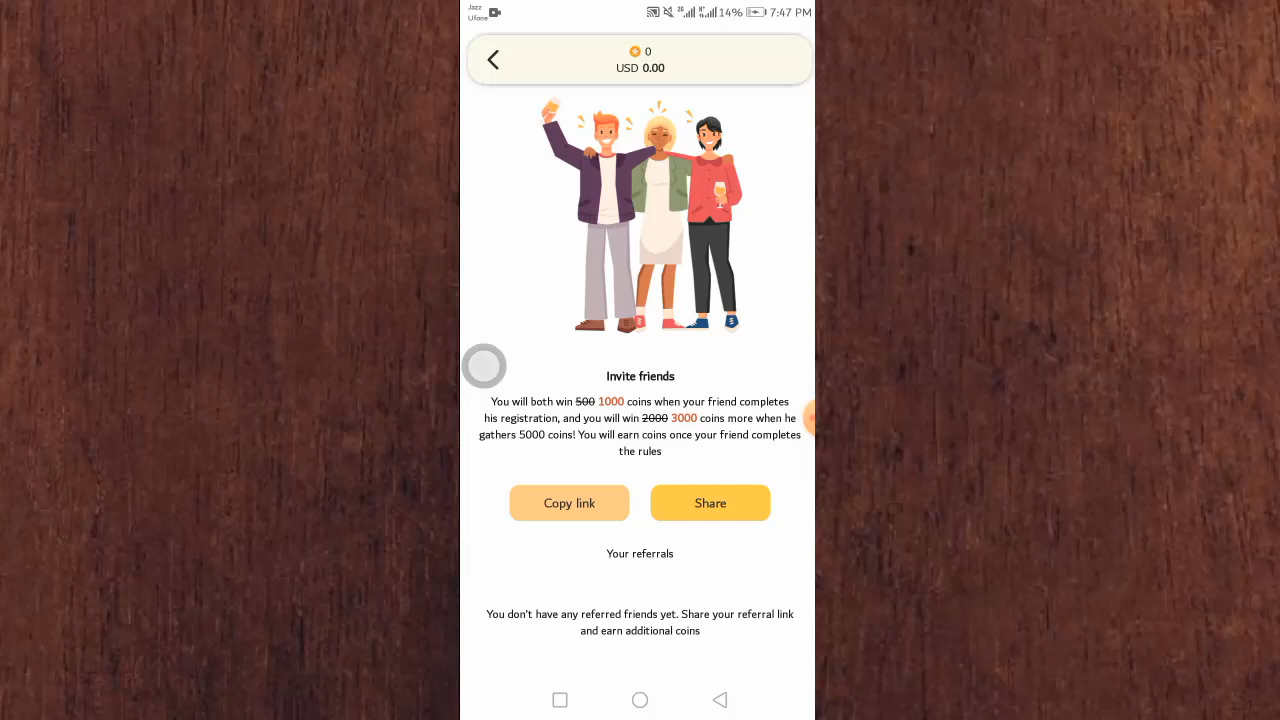 Jazz
Ufone
2G H+ 14% 7:47 PM
0
USD 0.00
Invite friends
You will both win 500 1000 coins when your friend completes
his registration, and you will win 2000 3000 coins more when he
gathers 5000 coins! You will earn coins once your friend completes
the rules
Copy link Share
Your referrals
You don't have any referred friends yet. Share your referral link
and earn additional coins